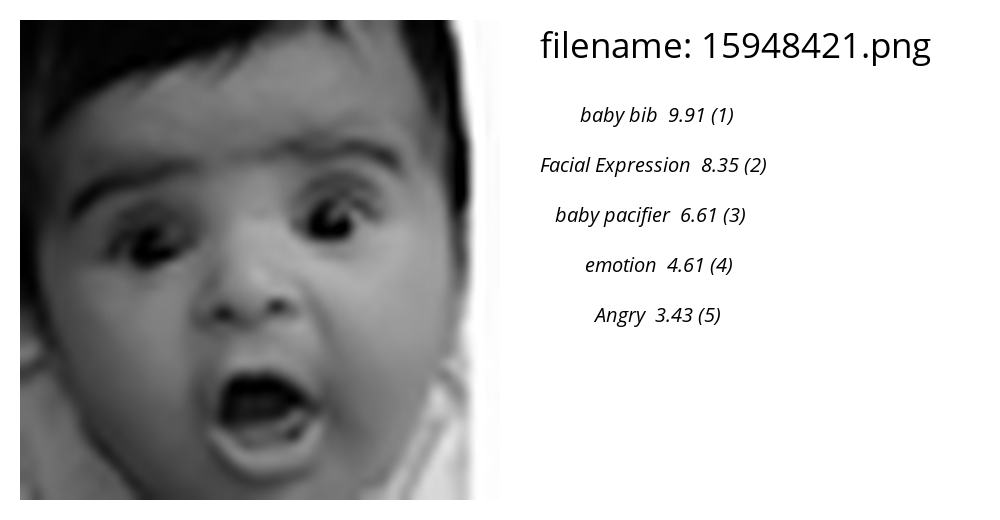 filename: 15948421.png
baby bib 9.91 (1)
Facial Expression 8.35 (2)
baby pacifier 6.61 (3)
emotion 4.61 (4)
Angry 3.43 (5)